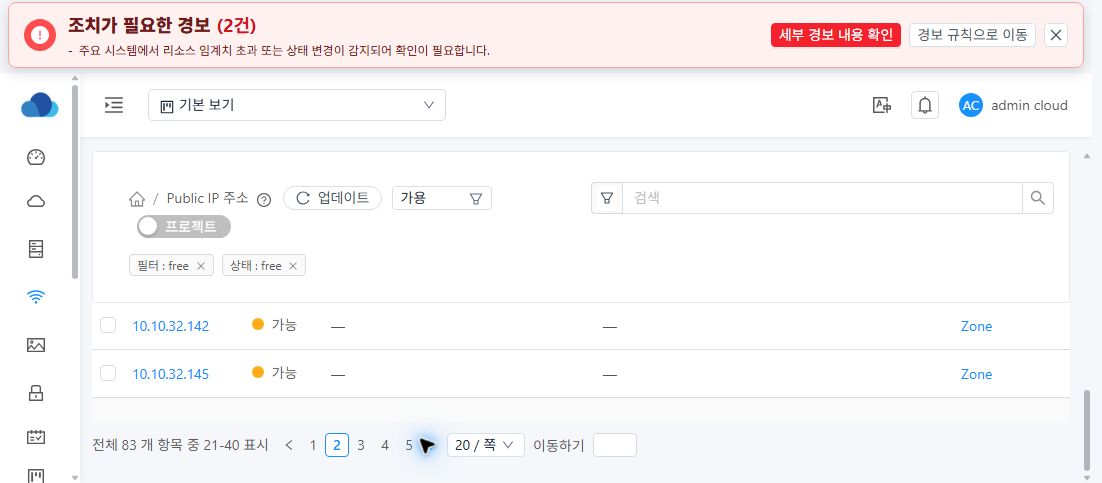 조치가 필요한 경보 (2건)
- 주요 시스템에서 리소스 임계치 초과 또는 상태 변경이 감지되어 확인이 필요합니다.
세부 경보 내용 확인
경보 규칙으로 이동
기본 보기
AC admin cloud
/ Public IP 주소
업데이트
가용
검색
프로젝트
필터 : free
상태 : free
10.10.32.142 가능 — — Zone
10.10.32.145 가능 — — Zone
전체 83 개 항목 중 21-40 표시 < 1 2 3 4 5 20 / 쪽 이동하기